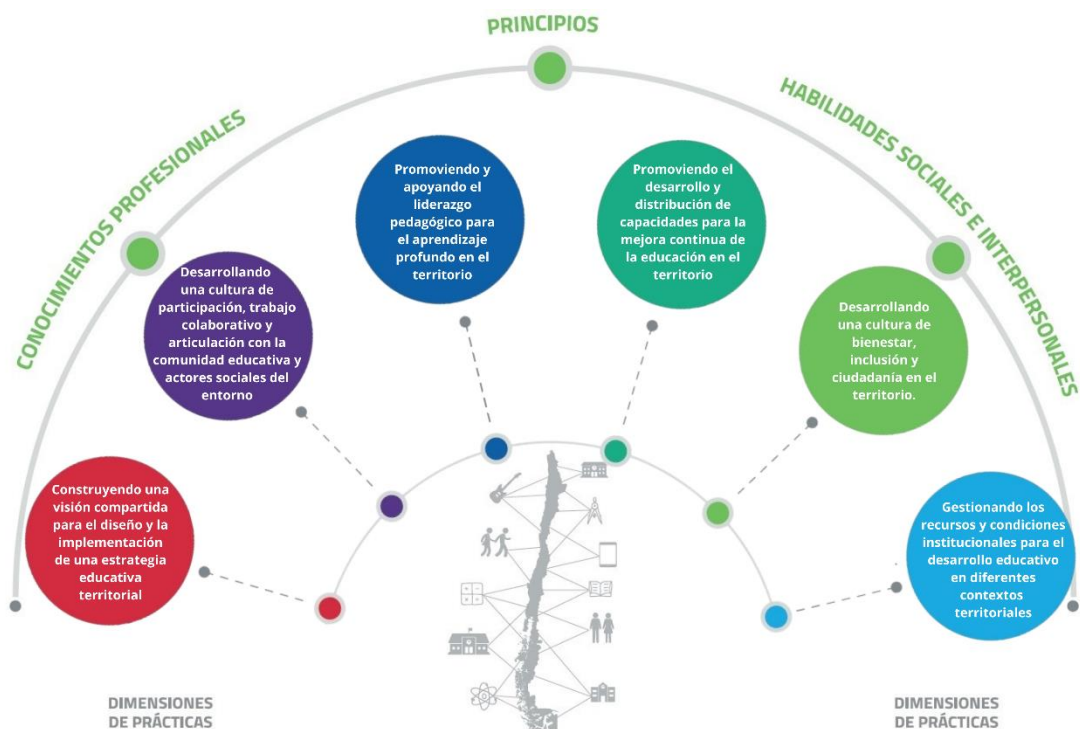 PRINCIPIOS
CONOCIMIENTOS PROFESIONALES
HABILIDADES SOCIALES E INTERPERSONALES
Construyendo una
visión compartida
para el diseño y la
implementación
de una estrategia
educativa
territorial
Desarrollando
una cultura de
participación, trabajo
colaborativo y
articulación con la
comunidad educativa y
actores sociales del
entorno
Promoviendo y
apoyando el
liderazgo
pedagógico para
el aprendizaje
profundo en el
territorio
Promoviendo el
desarrollo y
distribución de
capacidades para la
mejora continua de
la educación en el
territorio
Desarrollando
una cultura de
bienestar,
inclusión y
ciudadanía en el
territorio.
Gestionando los
recursos y condiciones
institucionales para el
desarrollo educativo
en diferentes
contextos
territoriales
DIMENSIONES
DE PRÁCTICAS
DIMENSIONES
DE PRÁCTICAS